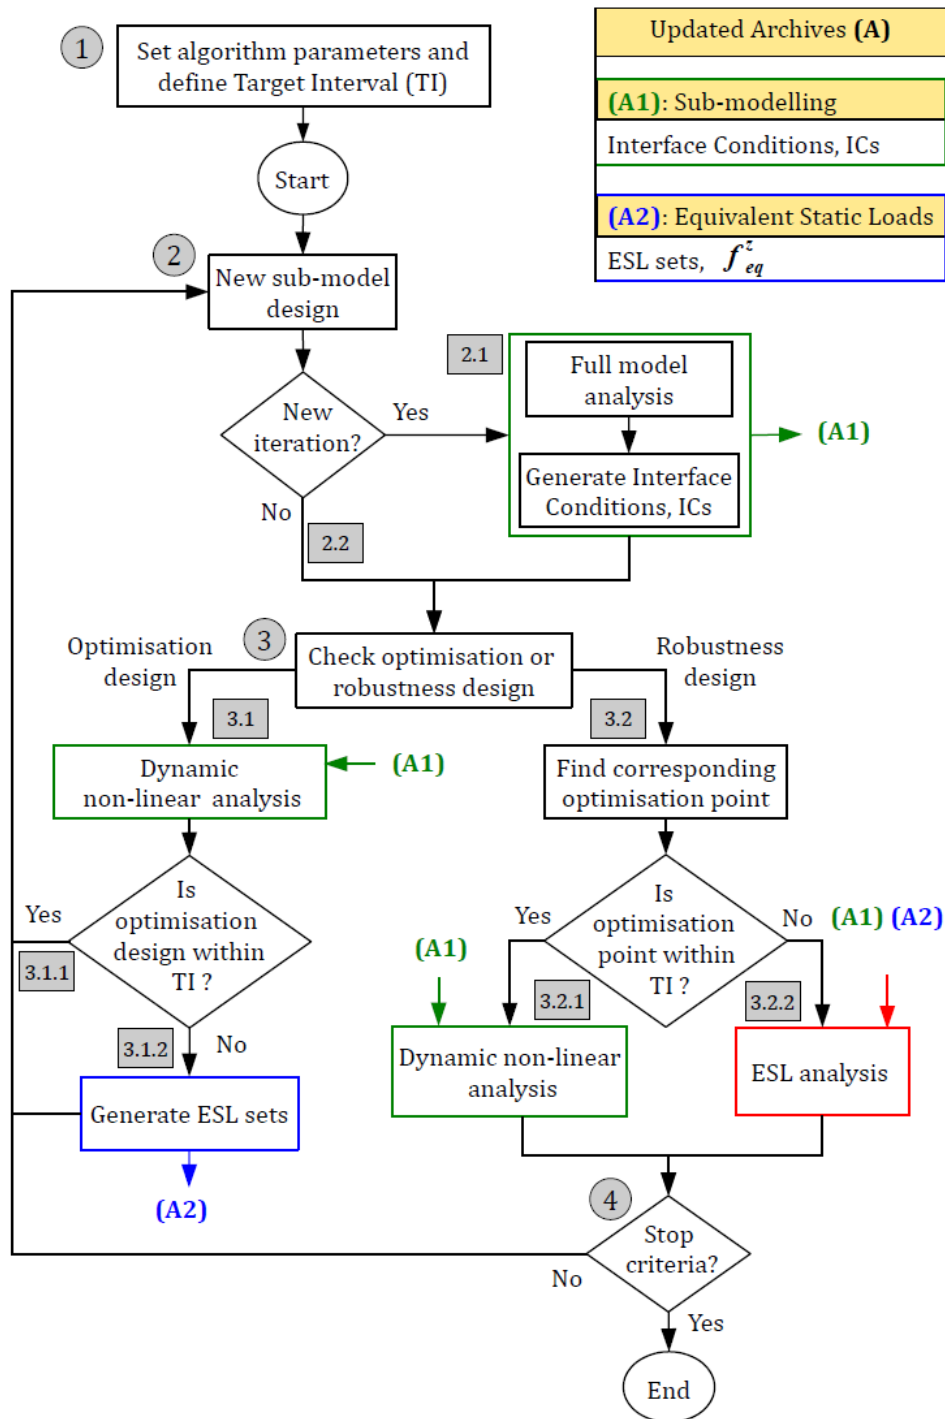 1
Set algorithm parameters and
define Target Interval (TI)
Updated Archives (A)
(A1): Sub-modelling
Interface Conditions, ICs
(A2): Equivalent Static Loads
ESL sets, f^z_eq
Start
2
New sub-model
design
New
iteration?
Yes
No
2.1
Full model
analysis
Generate Interface
Conditions, ICs
(A1)
2.2
3
Check optimisation or
robustness design
Optimisation
design
Robustness
design
3.1
Dynamic
non-linear analysis
(A1)
3.2
Find corresponding
optimisation point
Is
optimisation
design within
TI ?
Yes
3.1.1
No
3.1.2
Generate ESL sets
(A2)
Is
optimisation
point within
TI ?
Yes
No
(A1)
(A1) (A2)
3.2.1
3.2.2
Dynamic non-linear
analysis
ESL analysis
4
Stop
criteria?
No
Yes
End